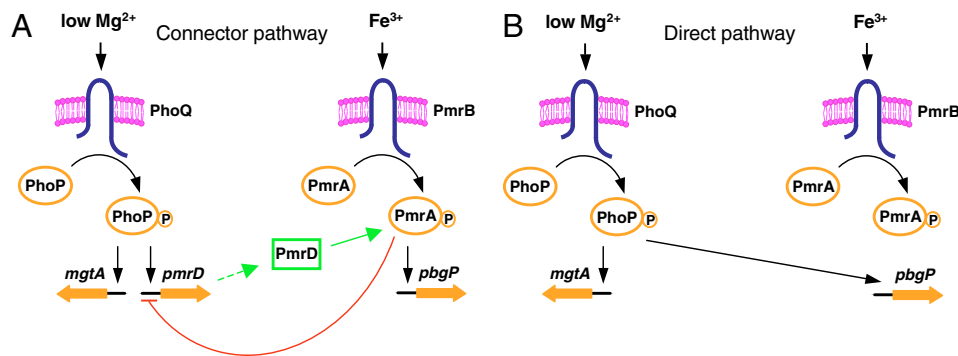 A
low Mg²⁺
Connector pathway
Fe³⁺
PhoQ
PmrB
PhoP
PmrA
PhoP
P
PmrA
P
PmrD
mgtA
pmrD
pbgP
B
low Mg²⁺
Direct pathway
Fe³⁺
PhoQ
PmrB
PhoP
PmrA
PhoP
P
PmrA
P
mgtA
pbgP